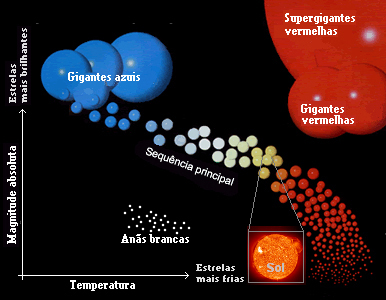 Supergigantes
vermelhas
Gigantes azuis
Gigantes
vermelhas
Estrelas
mais brilhantes
Sequência principal
Magnitude absoluta
Anãs brancas
Sol
Temperatura
Estrelas
mais frias